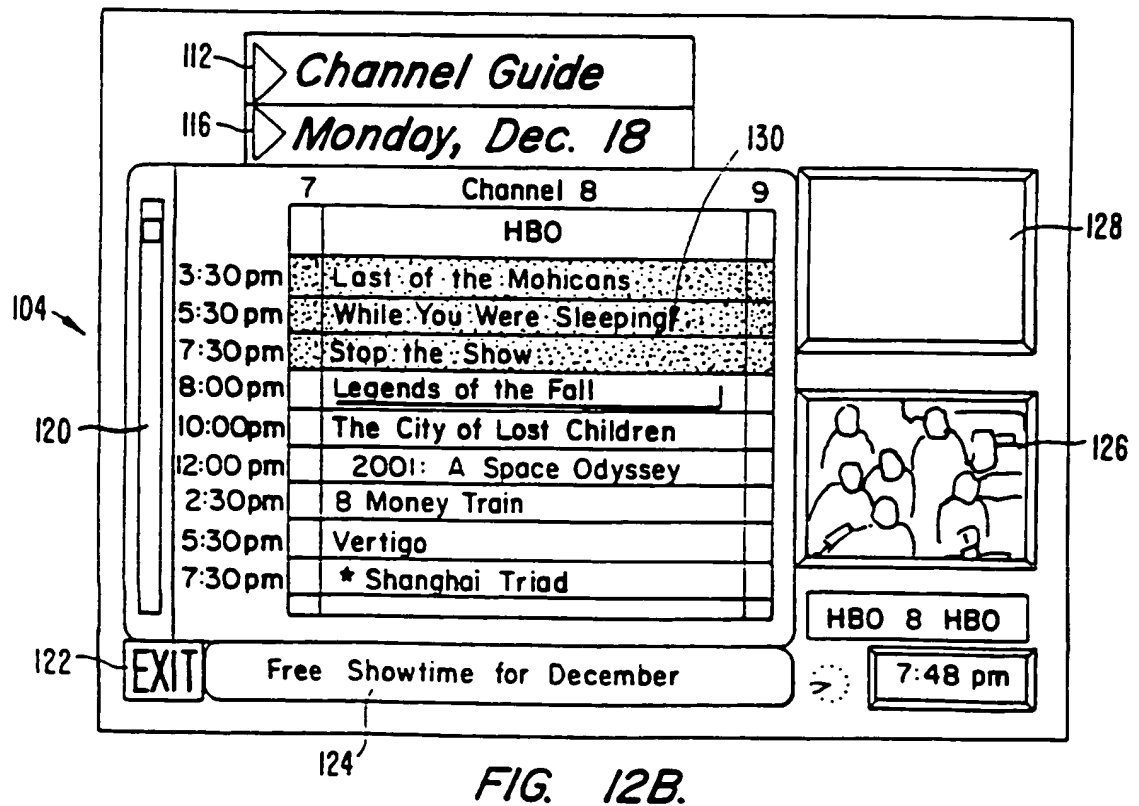 112
Channel Guide
116
Monday, Dec. 18
130
7 Channel 8 9
HBO
128
3:30pm Last of the Mohicans
104
5:30pm While You Were Sleeping
7:30pm Stop the Show
8:00pm Legends of the Fall
120
10:00pm The City of Lost Children
126
12:00 pm 2001: A Space Odyssey
2:30pm 8 Money Train
5:30pm Vertigo
7:30pm * Shanghai Triad
HBO 8 HBO
122
EXIT Free Showtime for December
7:48 pm
124
FIG. 12B.